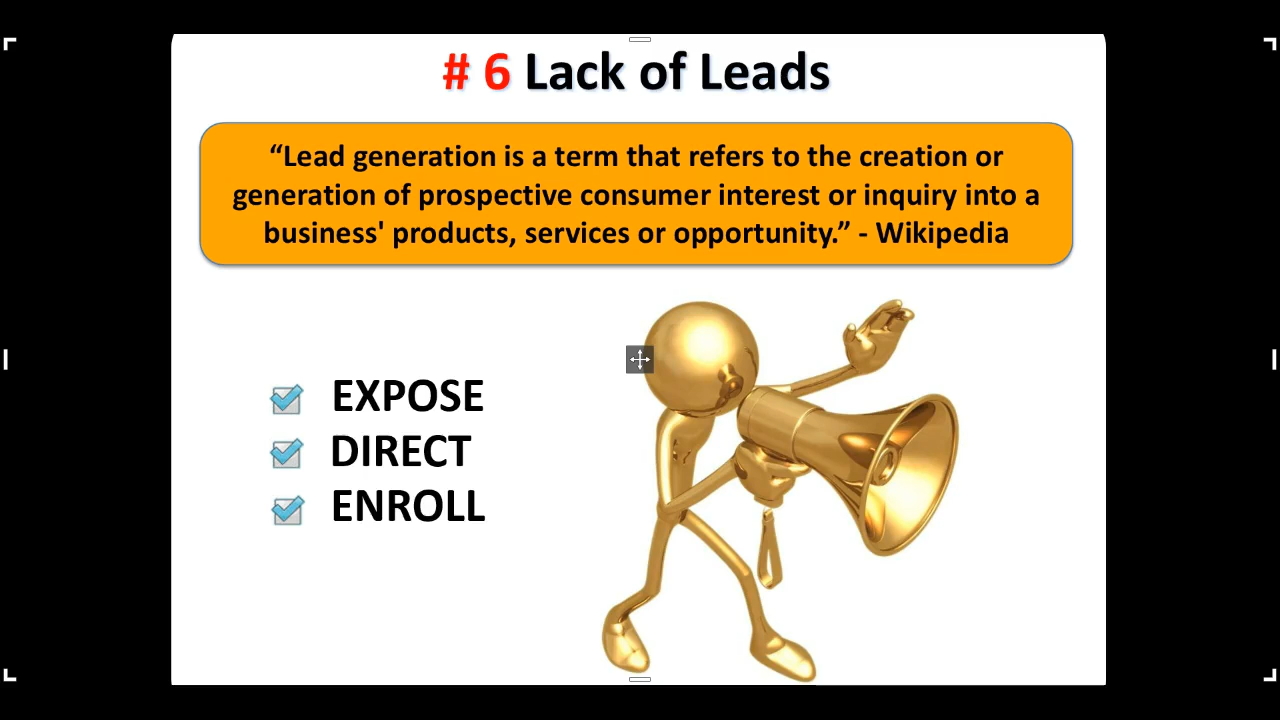 # 6 Lack of Leads
“Lead generation is a term that refers to the creation or
generation of prospective consumer interest or inquiry into a
business' products, services or opportunity.” - Wikipedia
EXPOSE
DIRECT
ENROLL